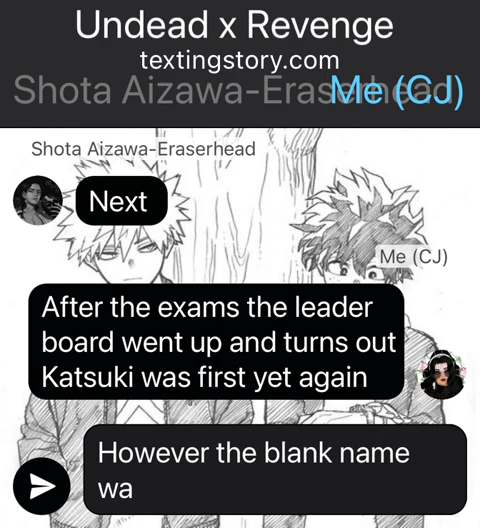 Undead x Revenge
textingstory.com
Shota Aizawa-Eraserhead Me (CJ)
Shota Aizawa-Eraserhead
Next
Me (CJ)
After the exams the leader
board went up and turns out
Katsuki was first yet again
However the blank name
wa